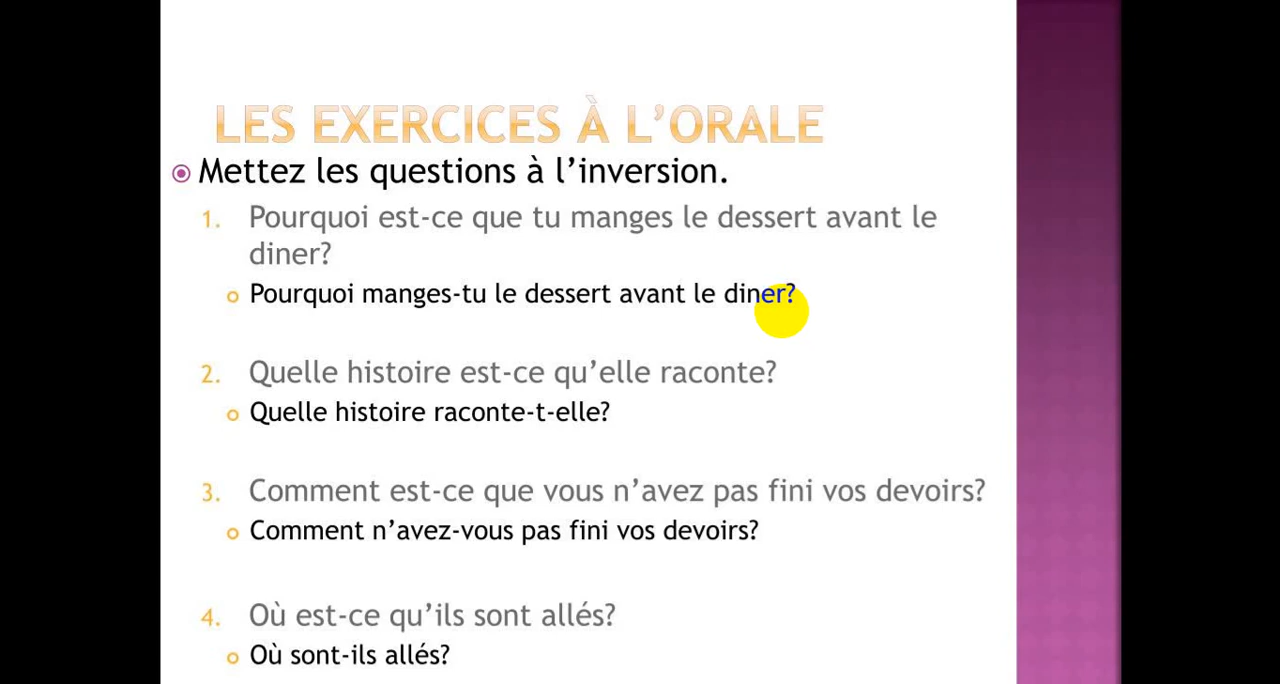 LES EXERCICES À L’ORALE
Mettez les questions à l’inversion.
1. Pourquoi est-ce que tu manges le dessert avant le
diner?
Pourquoi manges-tu le dessert avant le diner?
2. Quelle histoire est-ce qu’elle raconte?
Quelle histoire raconte-t-elle?
3. Comment est-ce que vous n’avez pas fini vos devoirs?
Comment n’avez-vous pas fini vos devoirs?
4. Où est-ce qu’ils sont allés?
Où sont-ils allés?